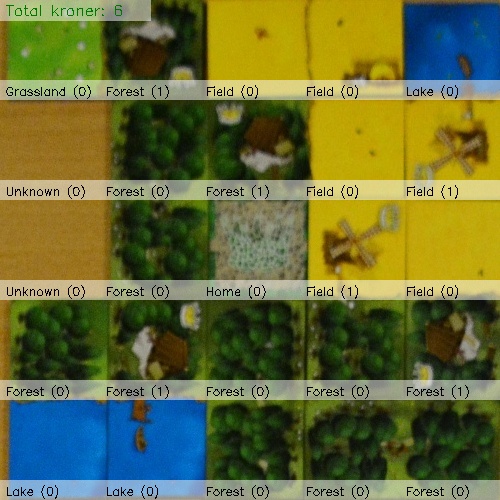 Total kroner: 6
Grassland (0) Forest (1) Field (0) Field (0) Lake (0)
Unknown (0) Forest (0) Forest (1) Field (0) Field (1)
Unknown (0) Forest (0) Home (0) Field (1) Field (0)
Forest (0) Forest (1) Forest (0) Forest (0) Forest (1)
Lake (0) Lake (0) Forest (0) Forest (0) Forest (0)